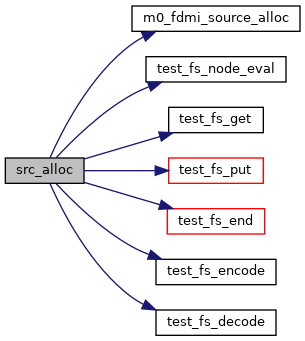 m0_fdmi_source_alloc
test_fs_node_eval
test_fs_get
src_alloc
test_fs_put
test_fs_end
test_fs_encode
test_fs_decode